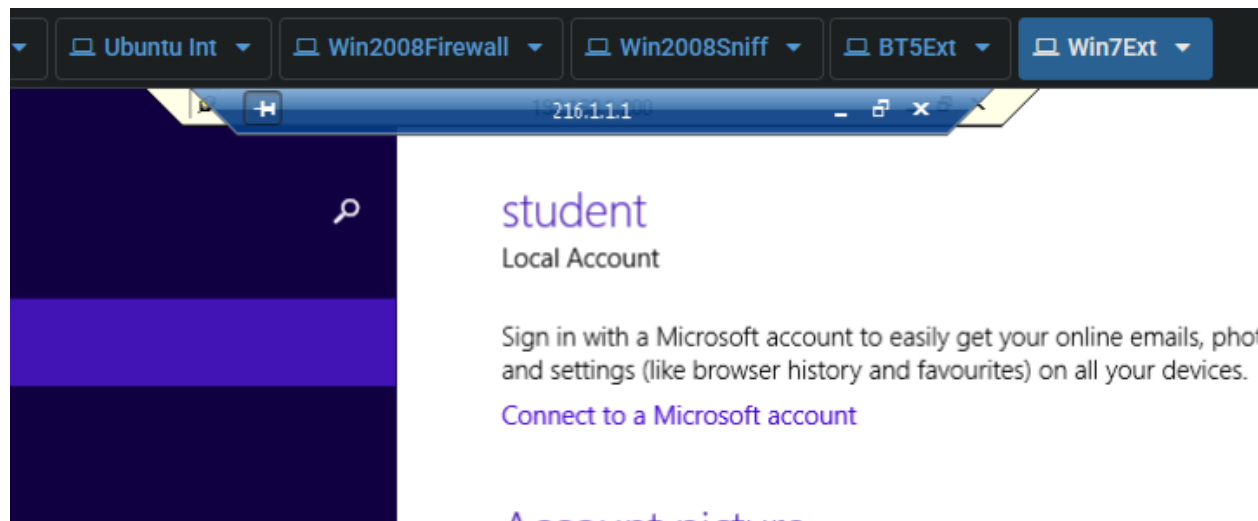 Ubuntu Int
Win2008Firewall
Win2008Sniff
BT5Ext
Win7Ext
216.1.1.1
student
Local Account
Sign in with a Microsoft account to easily get your online emails, phot
and settings (like browser history and favourites) on all your devices.
Connect to a Microsoft account
Account picture